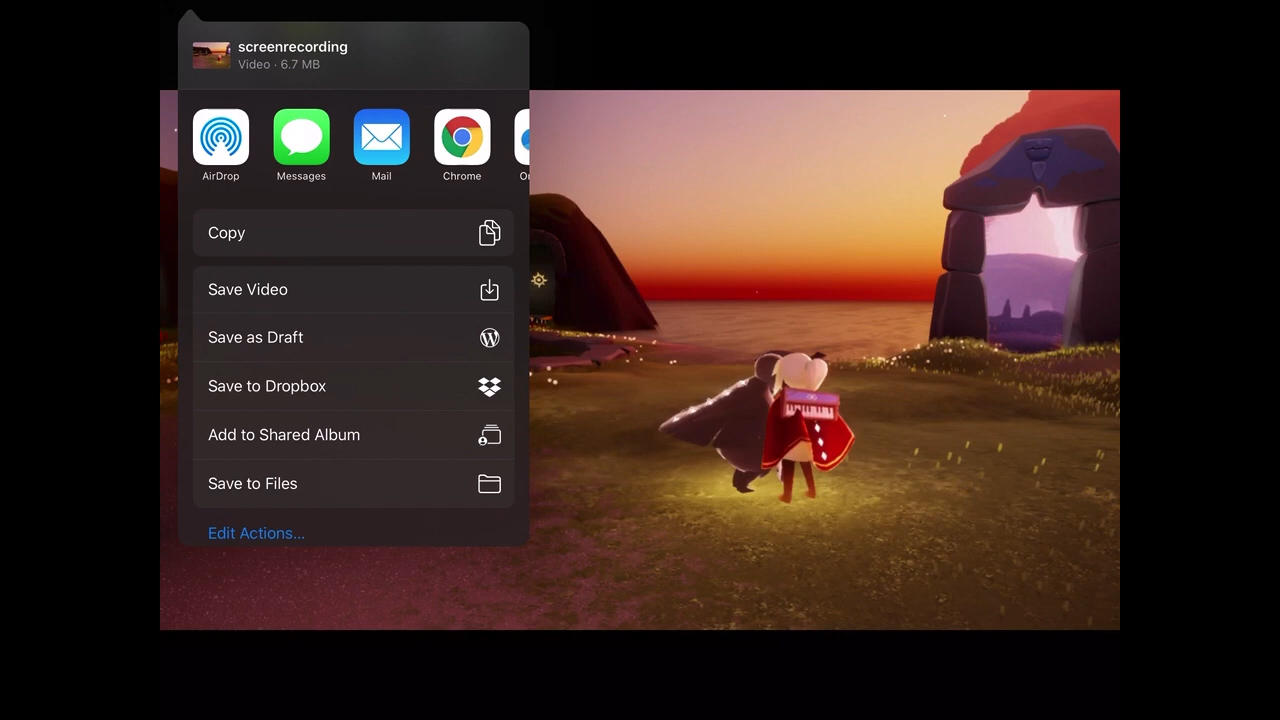 screenrecording
Video · 6.7 MB
AirDrop
Messages
Mail
Chrome
Copy
Save Video
Save as Draft
Save to Dropbox
Add to Shared Album
Save to Files
Edit Actions...